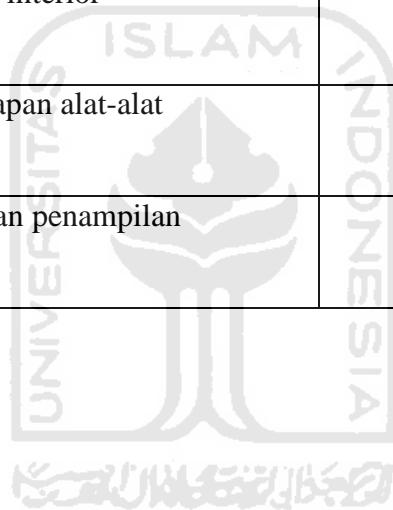 interior
ISLAM
apan alat-alat
an penampilan
UNIVERSITAS
INDONESIA